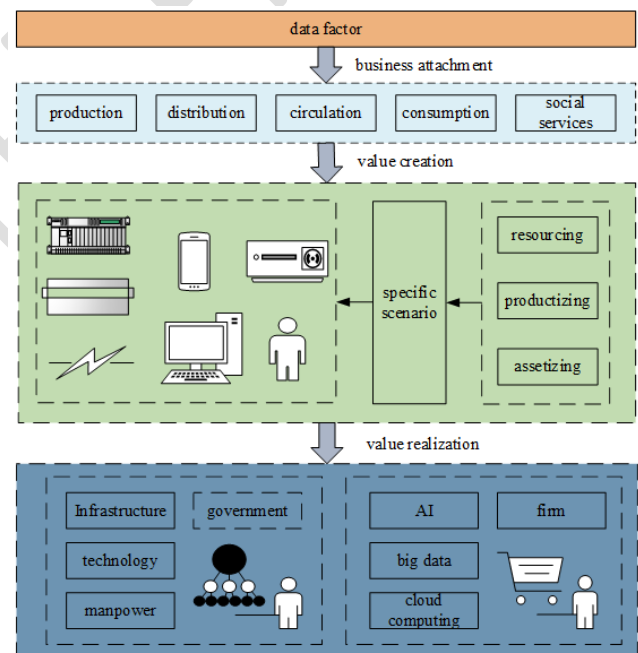 data factor
business attachment
production
distribution
circulation
consumption
social
services
value creation
resourcing
specific
scenario
productizing
assetizing
value realization
Infrastructure
government
AI
firm
technology
big data
manpower
cloud
computing